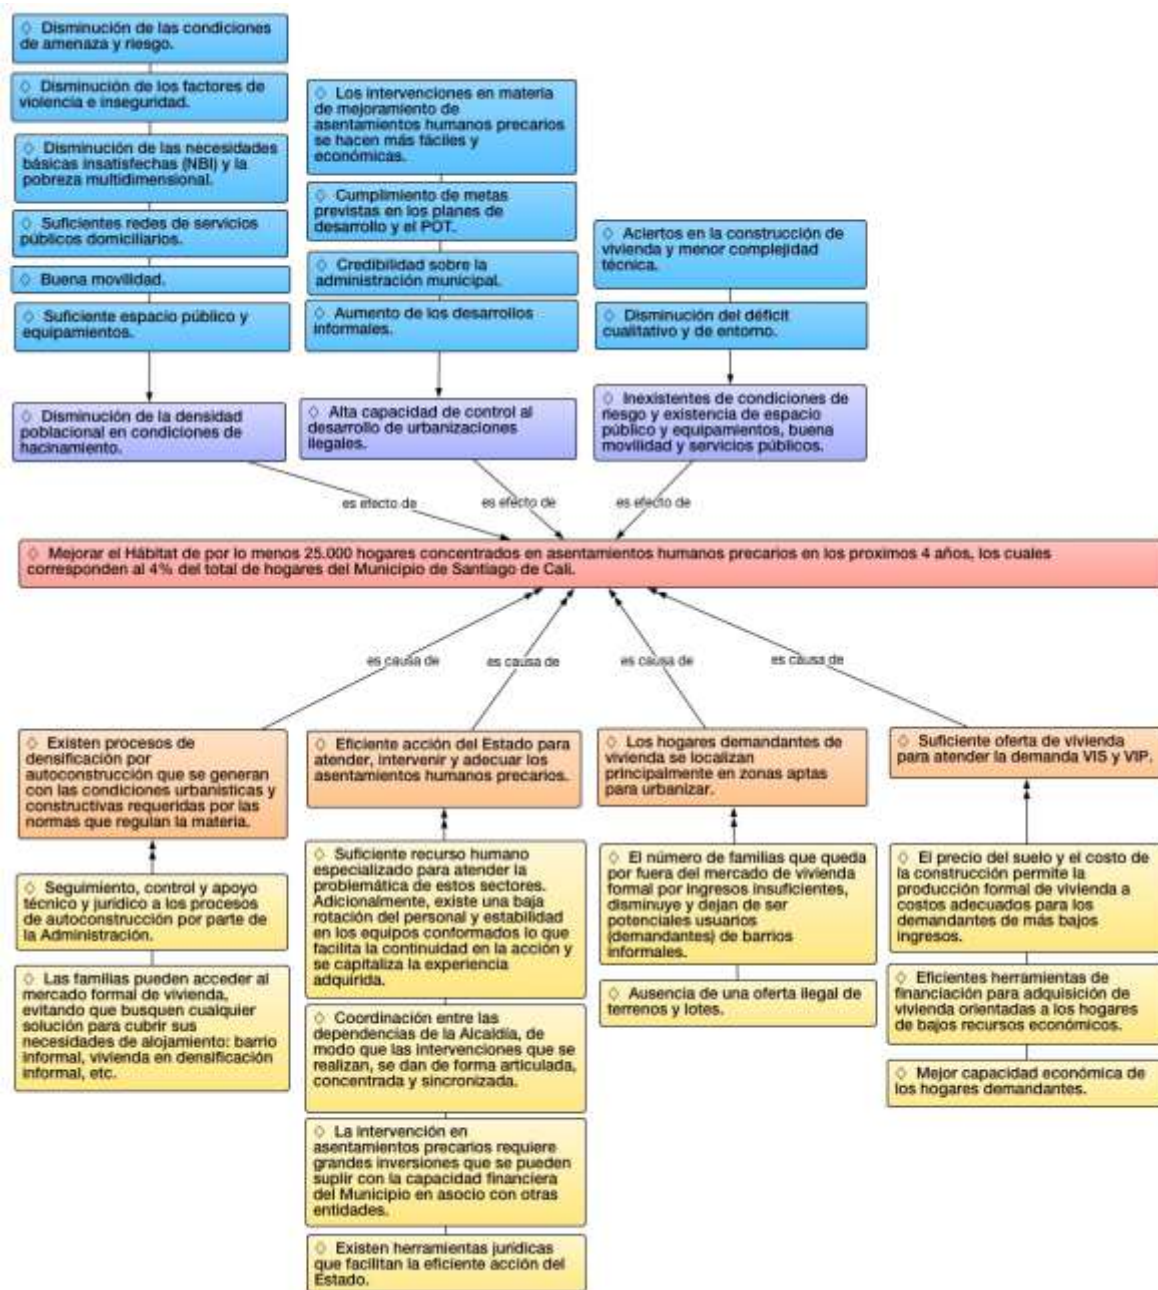 ◇ Disminución de las condiciones
de amenaza y riesgo.
◇ Disminución de los factores de
violencia e inseguridad.
◇ Disminución de las necesidades
básicas insatisfechas (NBI) y la
pobreza multidimensional.
◇ Suficientes redes de servicios
públicos domiciliarios.
◇ Buena movilidad.
◇ Suficiente espacio público y
equipamientos.
◇ Los intervenciones en materia
de mejoramiento de
asentamientos humanos precarios
se hacen más fáciles y
económicas.
◇ Cumplimiento de metas
previstas en los planes de
desarrollo y el POT.
◇ Credibilidad sobre la
administración municipal.
◇ Aumento de los desarrollos
informales.
◇ Aciertos en la construcción de
vivienda y menor complejidad
técnica.
◇ Disminución del déficit
cualitativo y de entorno.
◇ Disminución de la densidad
poblacional en condiciones de
hacinamiento.
◇ Alta capacidad de control al
desarrollo de urbanizaciones
ilegales.
◇ Inexistentes de condiciones de
riesgo y existencia de espacio
público y equipamientos, buena
movilidad y servicios públicos.
es efecto de
es efecto de
es efecto de
◇ Mejorar el Hábitat de por lo menos 25.000 hogares concentrados en asentamientos humanos precarios en los proximos 4 años, los cuales
corresponden al 4% del total de hogares del Municipio de Santiago de Cali.
es causa de
es causa de
es causa de
es causa de
◇ Existen procesos de
densificación por
autoconstrucción que se generan
con las condiciones urbanísticas y
constructivas requeridas por las
normas que regulan la materia.
◇ Eficiente acción del Estado para
atender, intervenir y adecuar los
asentamientos humanos precarios.
◇ Los hogares demandantes de
vivienda se localizan
principalmente en zonas aptas
para urbanizar.
◇ Suficiente oferta de vivienda
para atender la demanda VIS y VIP.
◇ Seguimiento, control y apoyo
técnico y jurídico a los procesos
de autoconstrucción por parte de
la Administración.
◇ Las familias pueden acceder al
mercado formal de vivienda,
evitando que busquen cualquier
solución para cubrir sus
necesidades de alojamiento: barrio
informal, vivienda en densificación
informal, etc.
◇ Suficiente recurso humano
especializado para atender la
problemática de estos sectores.
Adicionalmente, existe una baja
rotación del personal y estabilidad
en los equipos conformados lo que
facilita la continuidad en la acción y
se capitaliza la experiencia
adquirida.
◇ Coordinación entre las
dependencias de la Alcaldía, de
modo que las intervenciones que se
realizan, se dan de forma articulada,
concentrada y sincronizada.
◇ La intervención en
asentamientos precarios requiere
grandes inversiones que se pueden
suplir con la capacidad financiera
del Municipio en asocio con otras
entidades.
◇ Existen herramientas jurídicas
que facilitan la eficiente acción del
Estado.
◇ El número de familias que queda
por fuera del mercado de vivienda
formal por ingresos insuficientes,
disminuye y dejan de ser
potenciales usuarios
(demandantes) de barrios
informales.
◇ Ausencia de una oferta ilegal de
terrenos y lotes.
◇ El precio del suelo y el costo de
la construcción permite la
producción formal de vivienda a
costos adecuados para los
demandantes de más bajos
ingresos.
◇ Eficientes herramientas de
financiación para adquisición de
vivienda orientadas a los hogares
de bajos recursos económicos.
◇ Mejor capacidad económica de
los hogares demandantes.